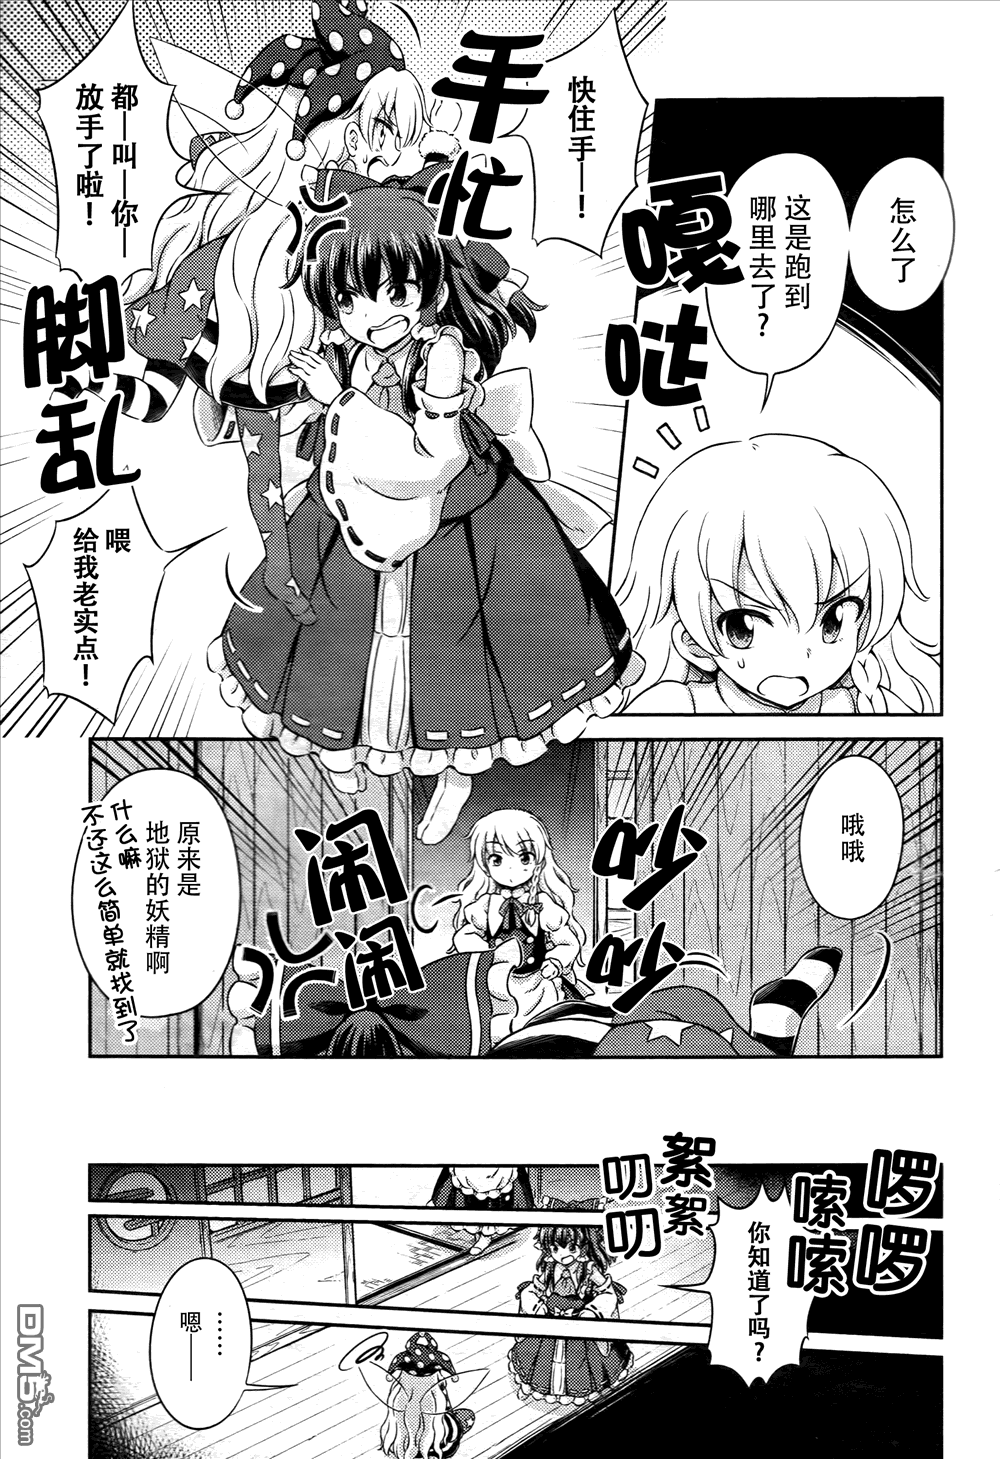 怎么了
这是跑到
哪里去了？
嘎
哒
快住手——！
手忙
脚乱
都——叫——你——
放手了啦！
喂
给我老实点！
哦哦
吵
吵
闹
闹
原来是
地狱的妖精啊
什么嘛
不还这么简单就找到了
啰啰
嗦嗦
你知道了吗？
絮絮
叨叨
……
嗯——
DM5